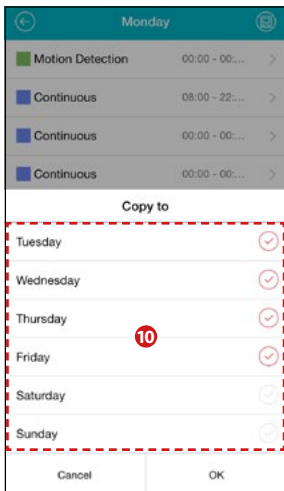 Monday
Motion Detection 00:00 - 00:...
Continuous 08:00 - 22:...
Continuous 00:00 - 00:...
Continuous 00:00 - 00:...
Copy to
Tuesday
Wednesday
Thursday
10
Friday
Saturday
Sunday
Cancel OK